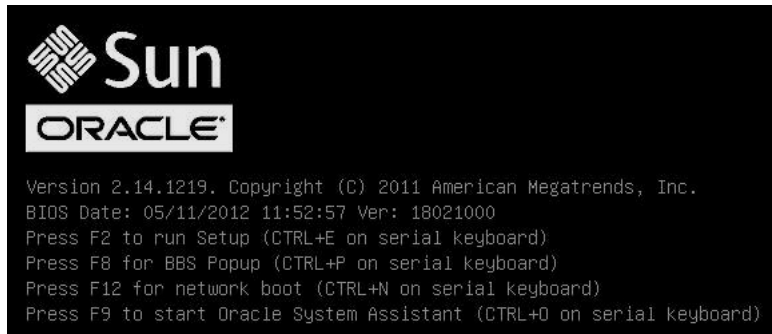 Sun
ORACLE
Version 2.14.1219. Copyright (C) 2011 American Megatrends, Inc.
BIOS Date: 05/11/2012 11:52:57 Ver: 18021000
Press F2 to run Setup (CTRL+E on serial keyboard)
Press F8 for BBS Popup (CTRL+P on serial keyboard)
Press F12 for network boot (CTRL+N on serial keyboard)
Press F9 to start Oracle System Assistant (CTRL+O on serial keyboard)